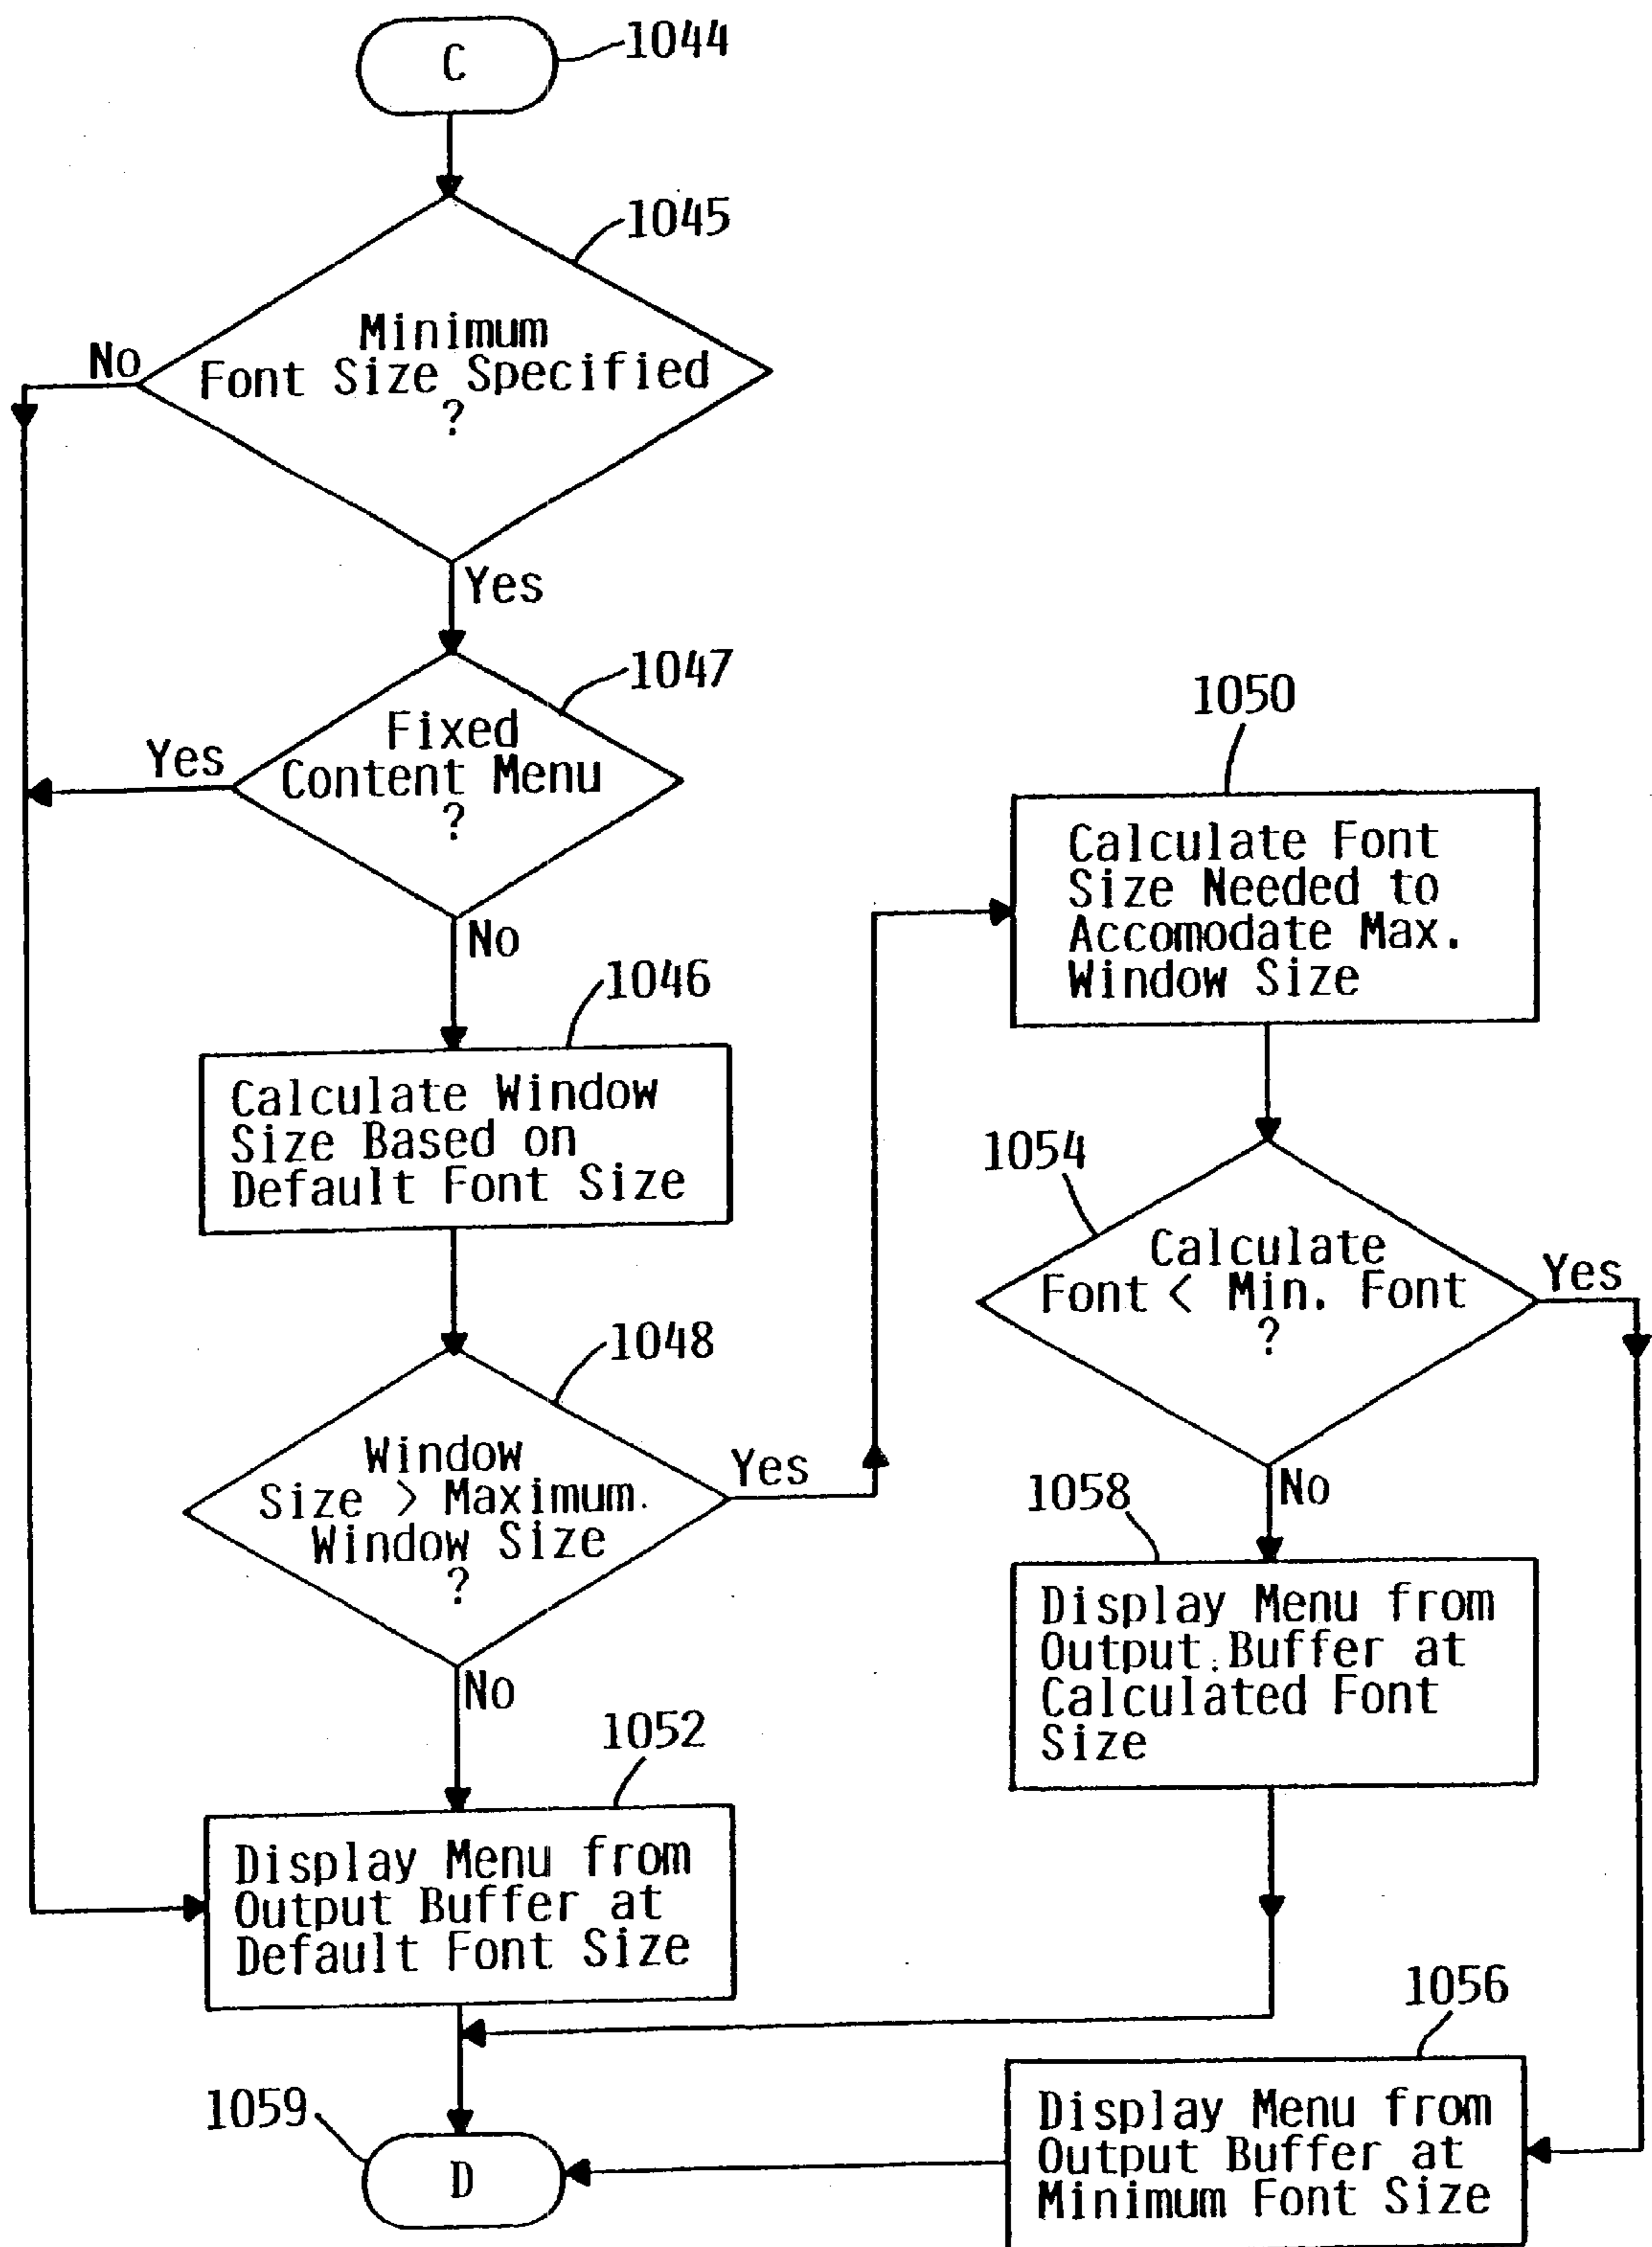 C
1044
1045
Minimum
Font Size Specified
?
No
Yes
1047
Fixed
Content Menu
?
Yes
No
1046
Calculate Window
Size Based on
Default Font Size
1048
Window
Size > Maximum
Window Size
?
Yes
No
1052
Display Menu from
Output Buffer at
Default Font Size
1059
D
1050
Calculate Font
Size Needed to
Accomodate Max.
Window Size
1054
Calculate
Font < Min. Font
?
Yes
No
1058
Display Menu from
Output Buffer at
Calculated Font
Size
1056
Display Menu from
Output Buffer at
Minimum Font Size